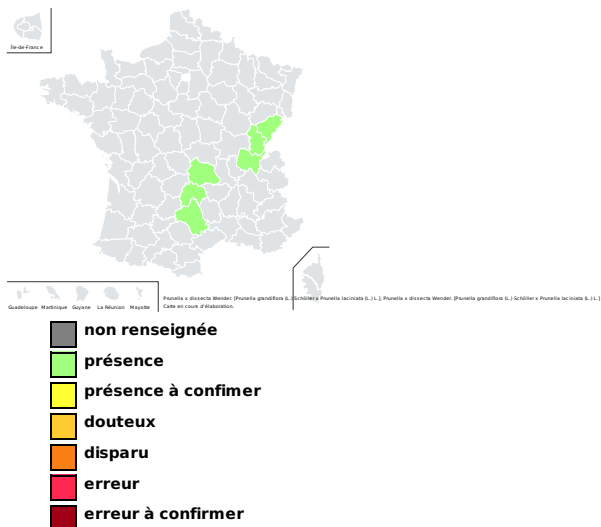 Île-de-France
Guadeloupe Martinique Guyane La Réunion Mayotte
Prunella x dissecta Wender. [Prunella grandiflora (L.) Schöller x Prunella laciniata (L.) L.], Prunella x dissecta Wender. [Prunella grandiflora (L.) Schöller x Prunella laciniata (L.) L.]
Carte en cours d'élaboration.
non renseignée
présence
présence à confimer
douteux
disparu
erreur
erreur à confirmer